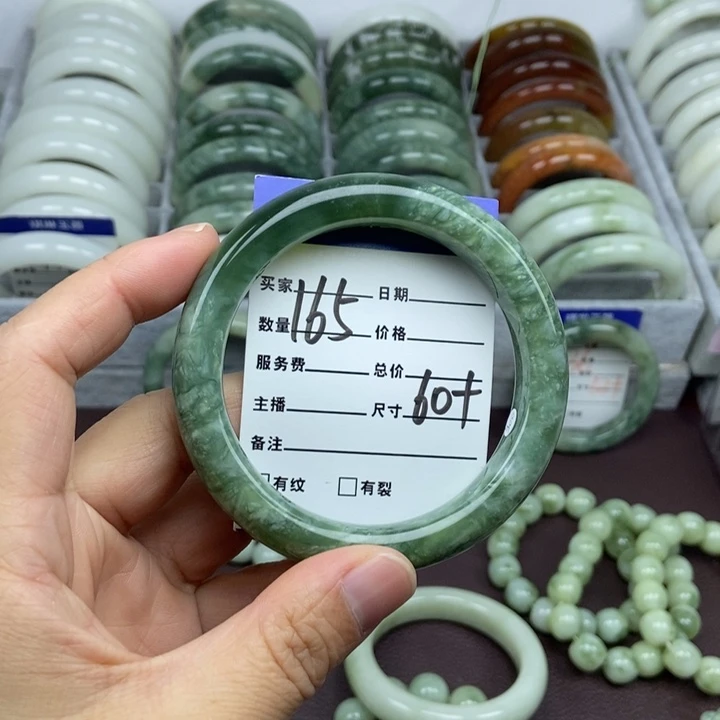 买家 165 日期
数量 价格
服务费 总价
主播 尺寸 60+
备注
有纹 有裂